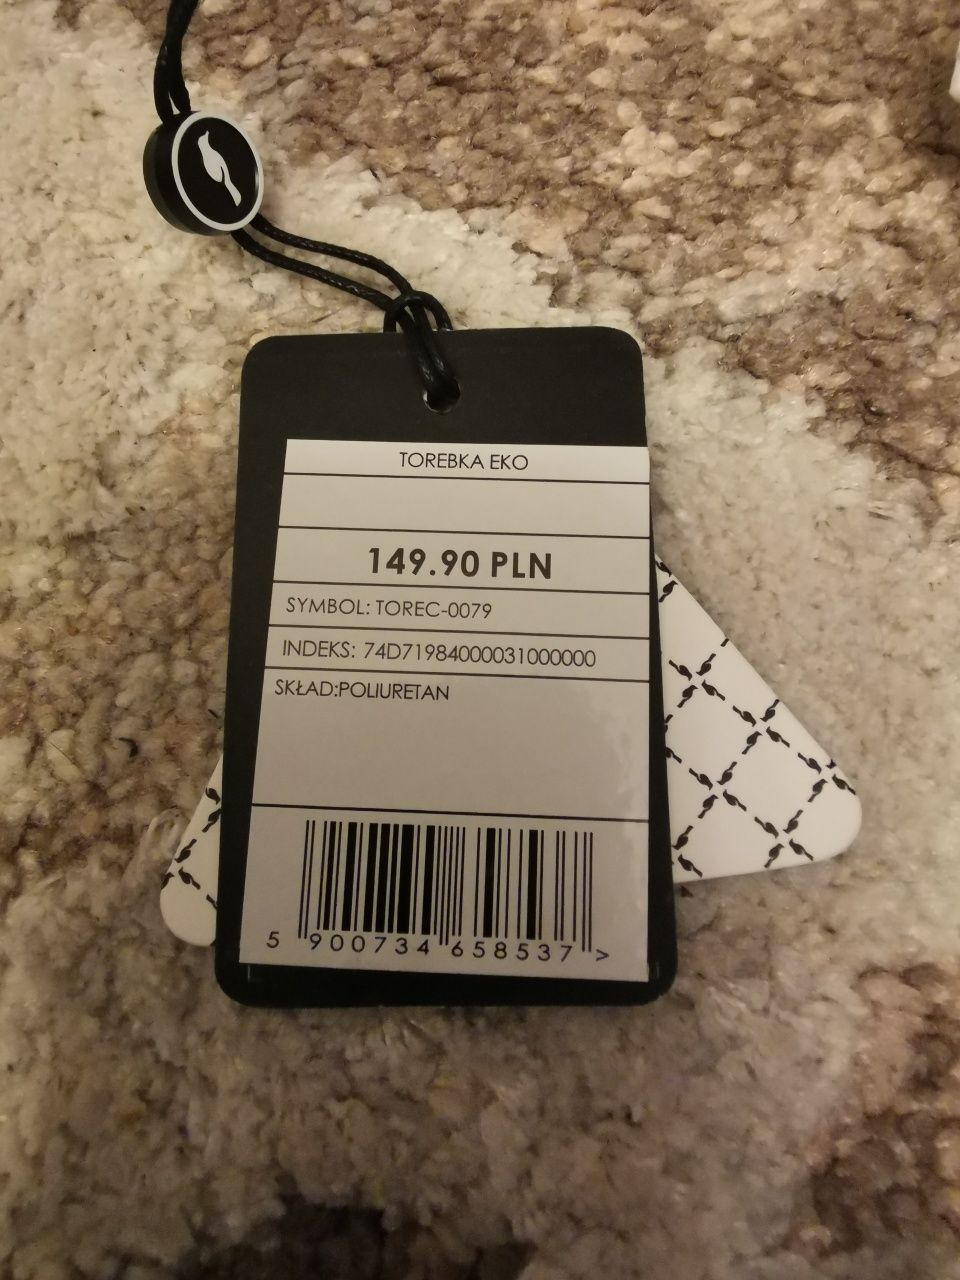 TOREBKA EKO
149.90 PLN
SYMBOL: TOREC-0079
INDEKS: 74D71984000031000000
SKŁAD:POLIURETAN
5 900734 658537 >